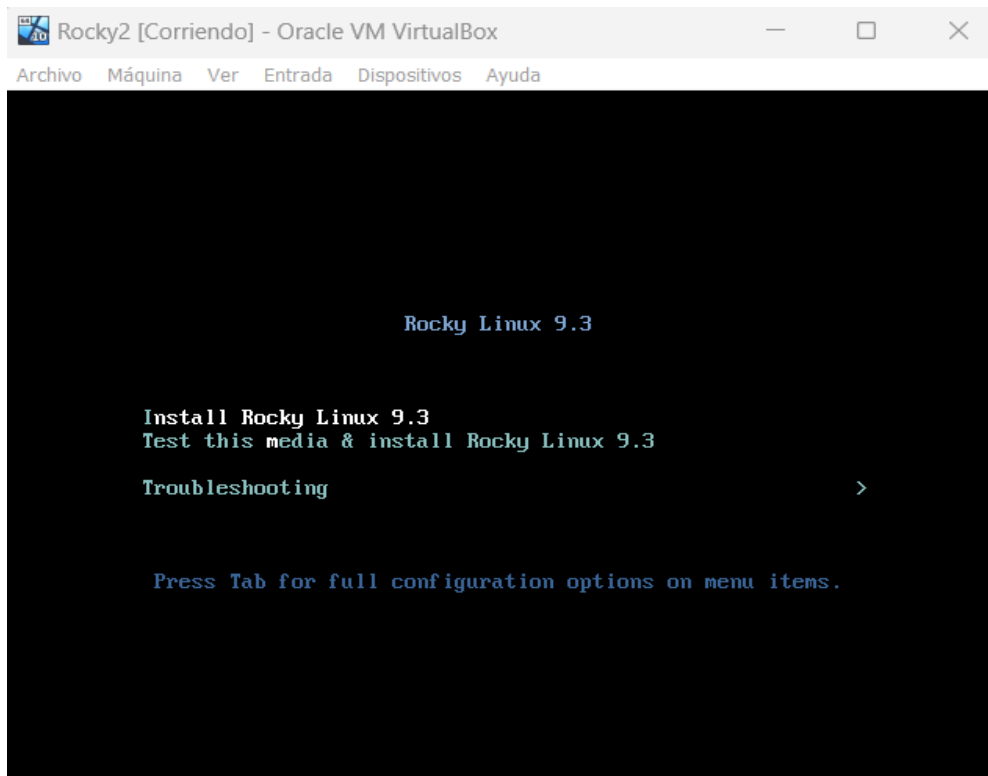 Rocky2 [Corriendo] - Oracle VM VirtualBox
Archivo Máquina Ver Entrada Dispositivos Ayuda
Rocky Linux 9.3
Install Rocky Linux 9.3
Test this media & install Rocky Linux 9.3
Troubleshooting >
Press Tab for full configuration options on menu items.